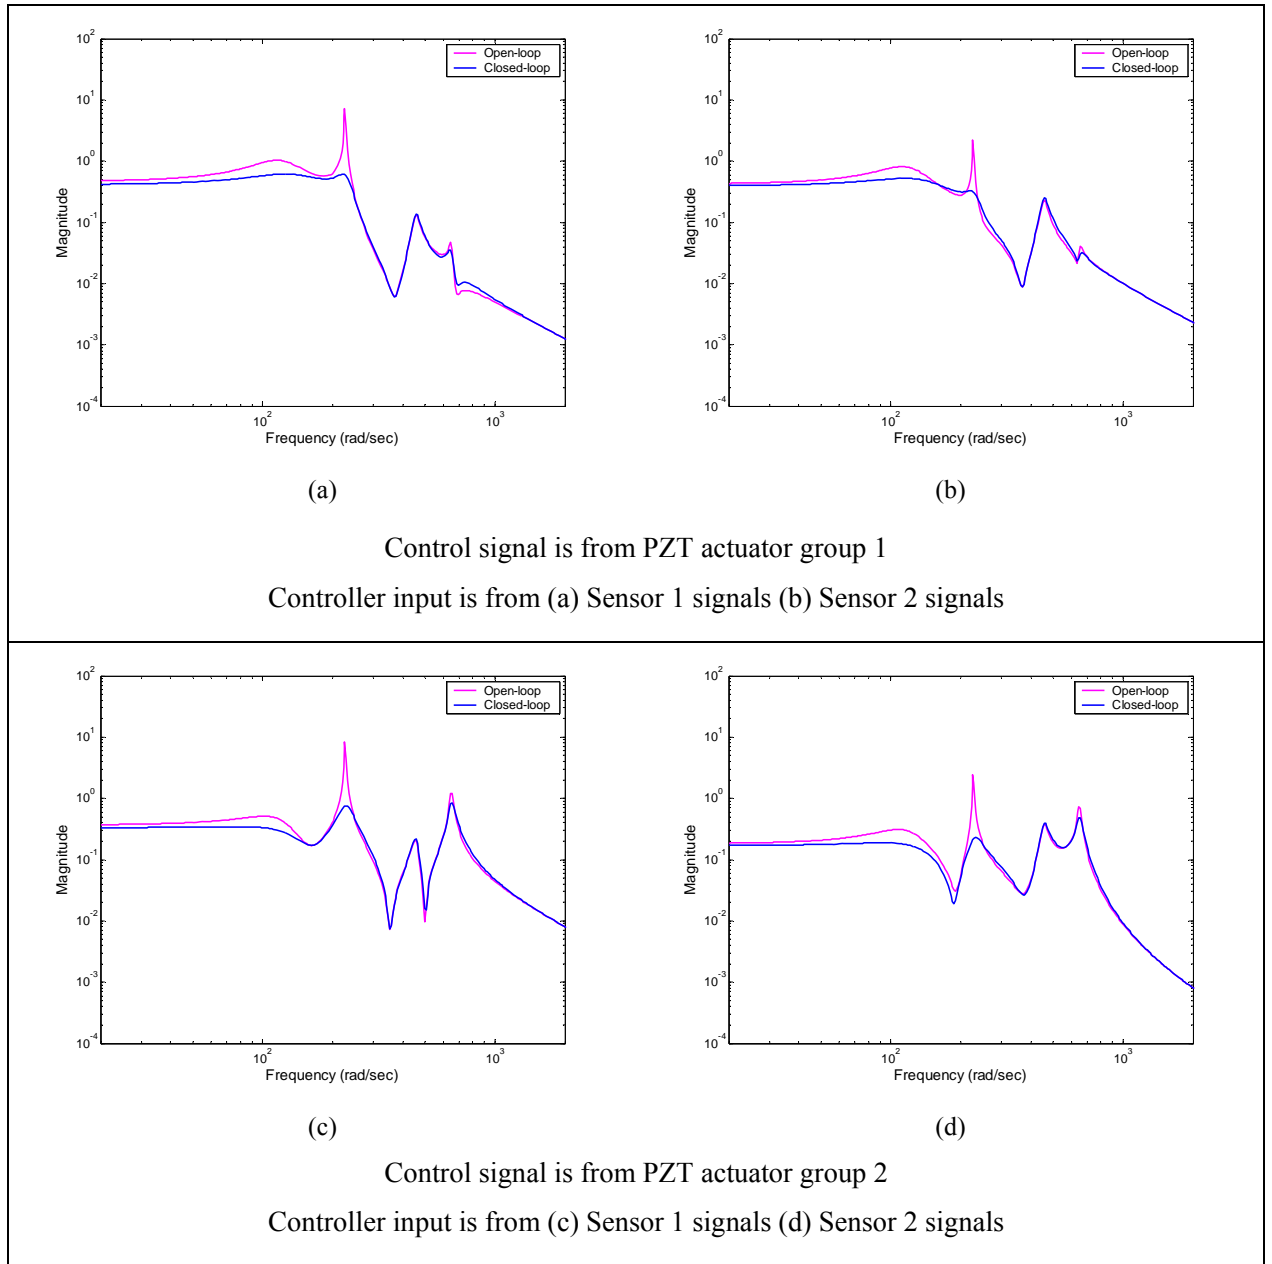 10^2
10^1
10^0
10^-1
10^-2
10^-3
10^-4
Magnitude
Open-loop
Closed-loop
10^2
10^3
Frequency (rad/sec)
(a)
10^2
10^1
10^0
10^-1
10^-2
10^-3
10^-4
Magnitude
Open-loop
Closed-loop
10^2
10^3
Frequency (rad/sec)
(b)
Control signal is from PZT actuator group 1
Controller input is from (a) Sensor 1 signals (b) Sensor 2 signals
10^2
10^1
10^0
10^-1
10^-2
10^-3
10^-4
Magnitude
Open-loop
Closed-loop
10^2
10^3
Frequency (rad/sec)
(c)
10^2
10^1
10^0
10^-1
10^-2
10^-3
10^-4
Magnitude
Open-loop
Closed-loop
10^2
10^3
Frequency (rad/sec)
(d)
Control signal is from PZT actuator group 2
Controller input is from (c) Sensor 1 signals (d) Sensor 2 signals